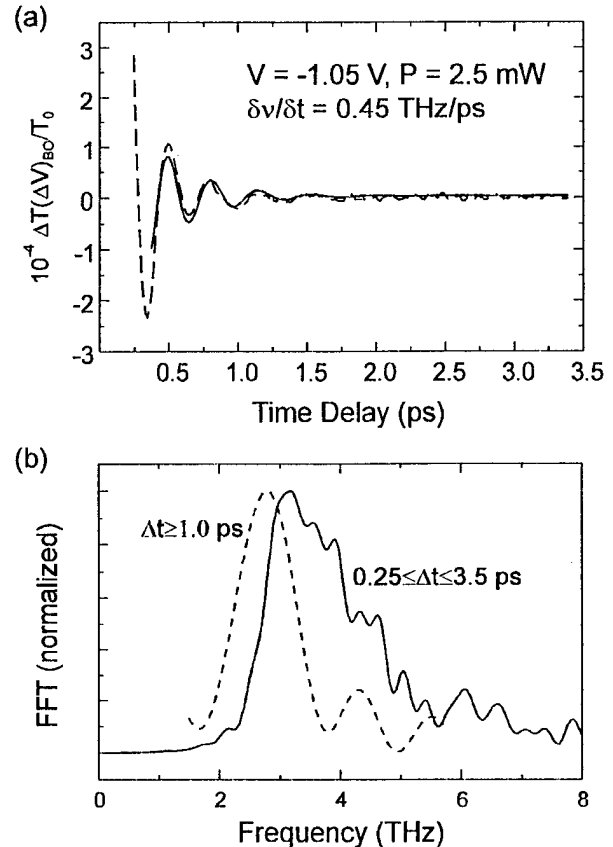 (a)
3
2
1
0
-1
-2
-3
10⁻⁴ ΔT(ΔV)BO/T₀
V = -1.05 V, P = 2.5 mW
δν/δt = 0.45 THz/ps
0.5 1.0 1.5 2.0 2.5 3.0 3.5
Time Delay (ps)
(b)
FFT (normalized)
Δt≥1.0 ps
0.25≤Δt≤3.5 ps
0 2 4 6 8
Frequency (THz)